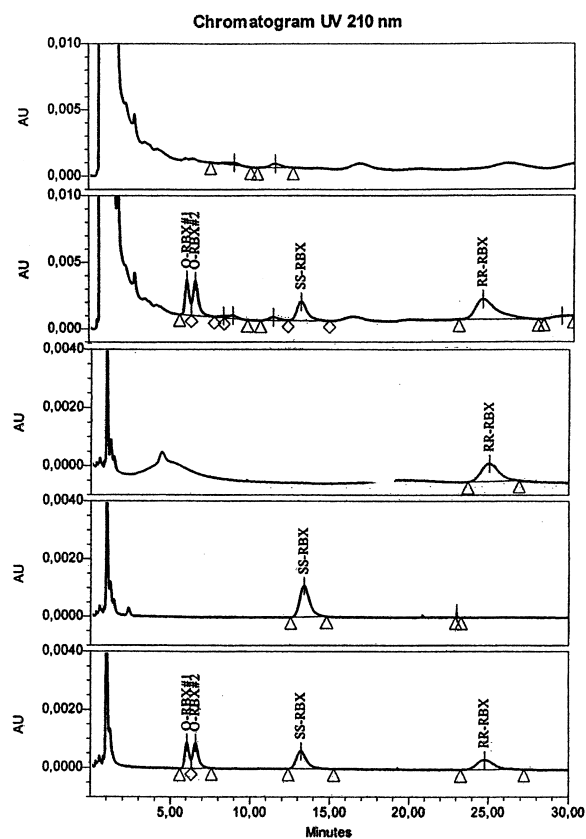 Chromatogram UV 210 nm
AU
0,010
0,005
0,000
AU
0,010
0,005
0,000
O-RBX#1
O-RBX#2
SS-RBX
RR-RBX
AU
0,0040
0,0020
0,0000
RR-RBX
AU
0,0040
0,0020
0,0000
SS-RBX
AU
0,0040
0,0020
0,0000
O-RBX#1
O-RBX#2
SS-RBX
RR-RBX
5,00 10,00 15,00 20,00 25,00 30,00
Minutes